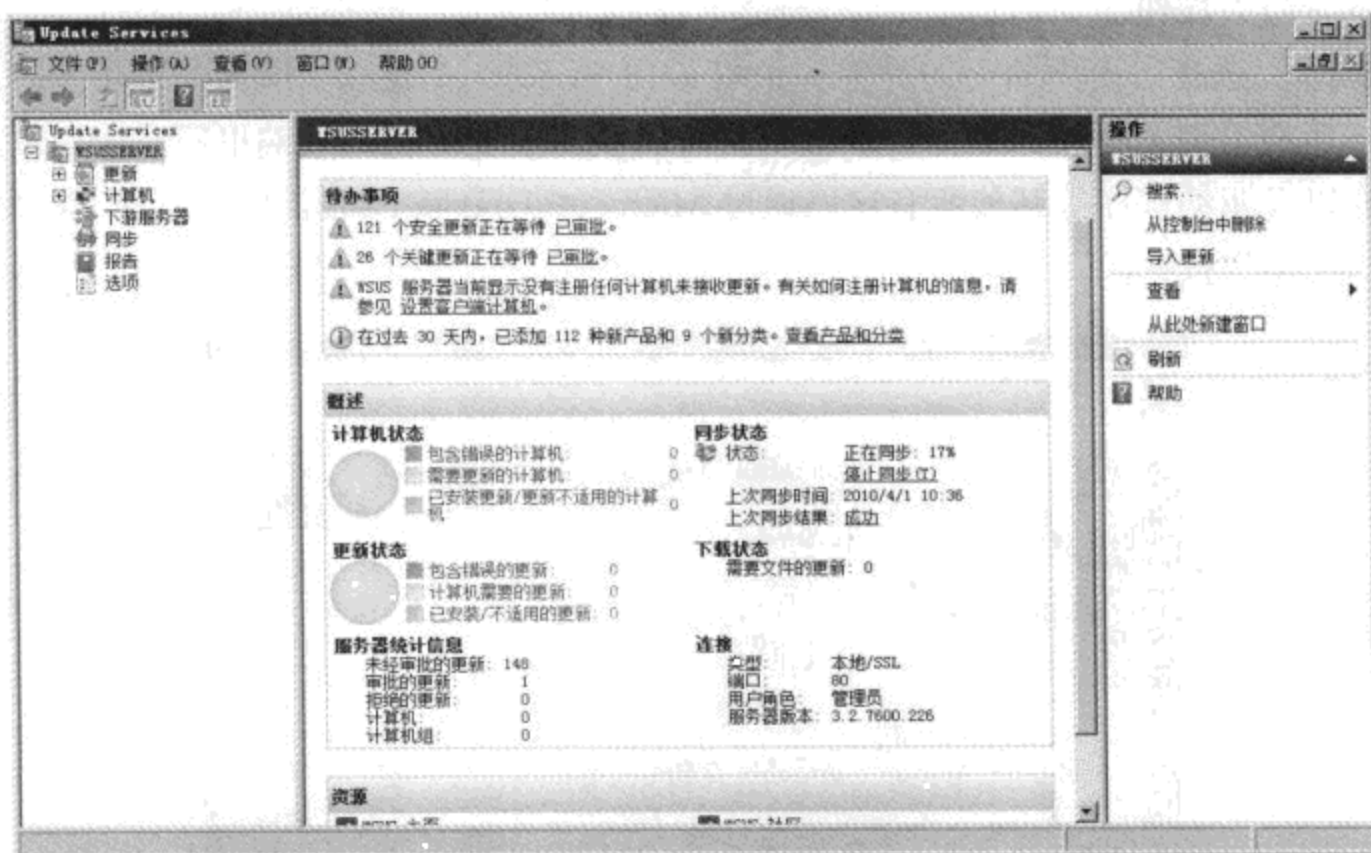 Update Services
文件(F) 操作(A) 查看(V) 窗口(W) 帮助(H)
Update Services
WSUSSERVER
更新
计算机
下游服务器
同步
报告
选项
WSUSSERVER
待办事项
121 个安全更新正在等待 已审批。
26 个关键更新正在等待 已审批。
WSUS 服务器当前显示没有注册任何计算机来接收更新。有关如何注册计算机的信息，请
参见 设置客户端计算机。
在过去 30 天内，已添加 112 种新产品和 9 个新分类。查看产品和分类
概述
计算机状态
包含错误的计算机: 0
需要更新的计算机: 0
已安装更新/更新不适用的计算 0
机
同步状态
状态: 正在同步: 17%
停止同步(T)
上次同步时间: 2010/4/1 10:36
上次同步结果: 成功
更新状态
包含错误的更新: 0
计算机需要的更新: 0
已安装/不适用的更新: 0
下载状态
需要文件的更新: 0
服务器统计信息
未经审批的更新: 148
审批的更新: 1
拒绝的更新: 0
计算机: 0
计算机组: 0
连接
类型: 本地/SSL
端口: 80
用户角色: 管理员
服务器版本: 3.2.7600.226
资源
WSUS 主页
WSUS 社区
操作
WSUSSERVER
搜索...
从控制台中删除
导入更新...
查看
从此处新建窗口
刷新
帮助